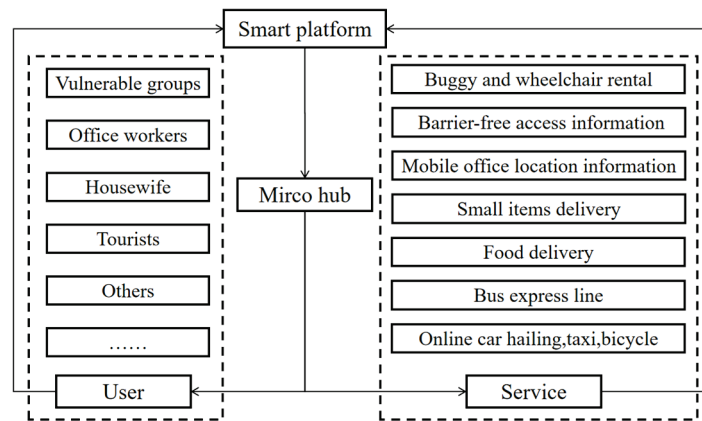 Smart platform
Vulnerable groups
Office workers
Housewife
Tourists
Others
……
User
Mirco hub
Buggy and wheelchair rental
Barrier-free access information
Mobile office location information
Small items delivery
Food delivery
Bus express line
Online car hailing,taxi,bicycle
Service